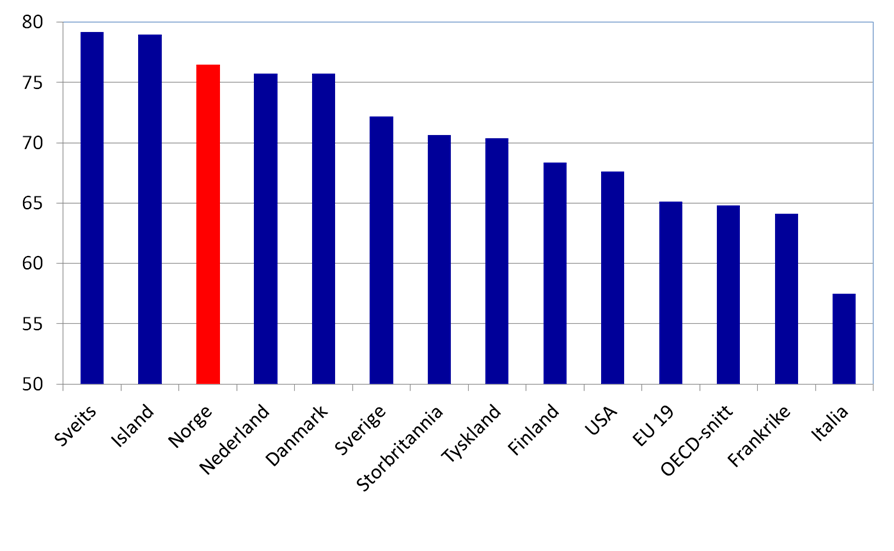 80
75
70
65
60
55
50
Sveits
Island
Norge
Nederland
Danmark
Sverige
Storbritannia
Tyskland
Finland
USA
EU 19
OECD-snitt
Frankrike
Italia